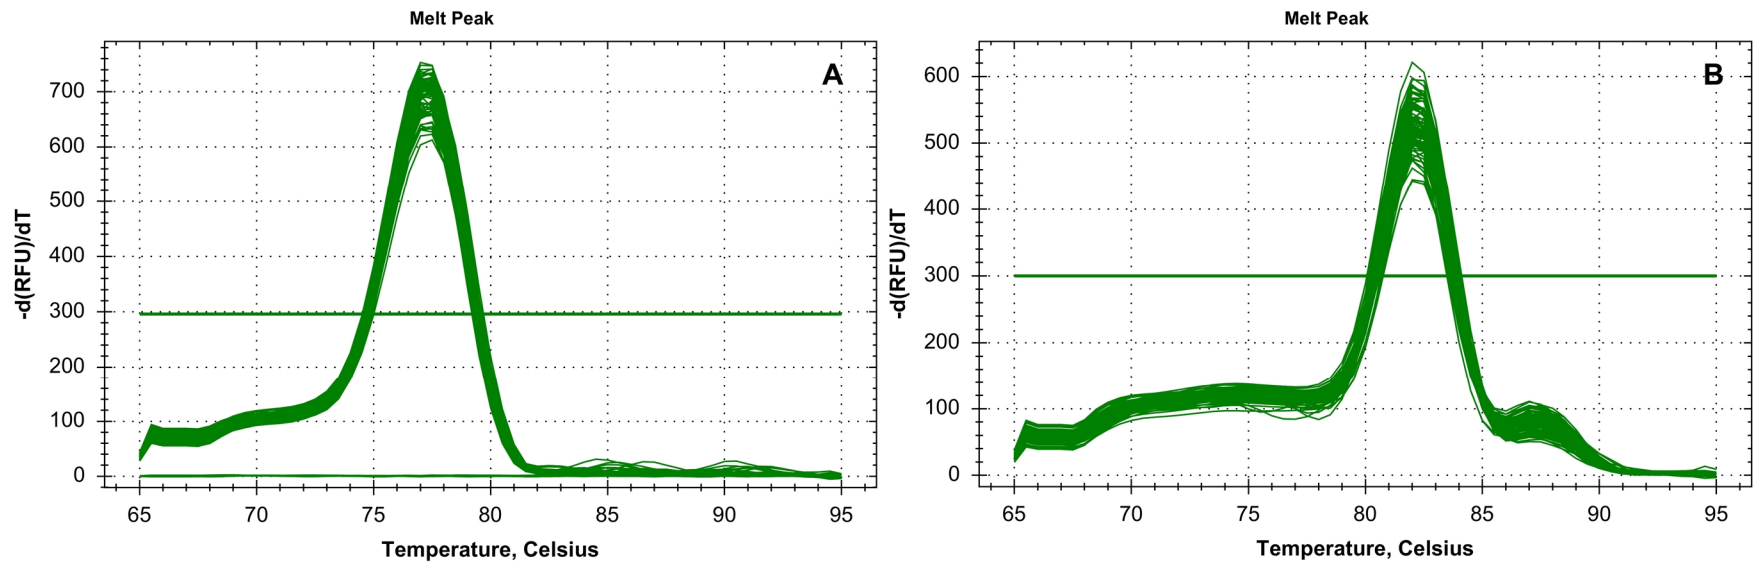 Melt Peak
A
-d(RFU)/dT
700
600
500
400
300
200
100
0
65 70 75 80 85 90 95
Temperature, Celsius
Melt Peak
B
-d(RFU)/dT
600
500
400
300
200
100
0
65 70 75 80 85 90 95
Temperature, Celsius